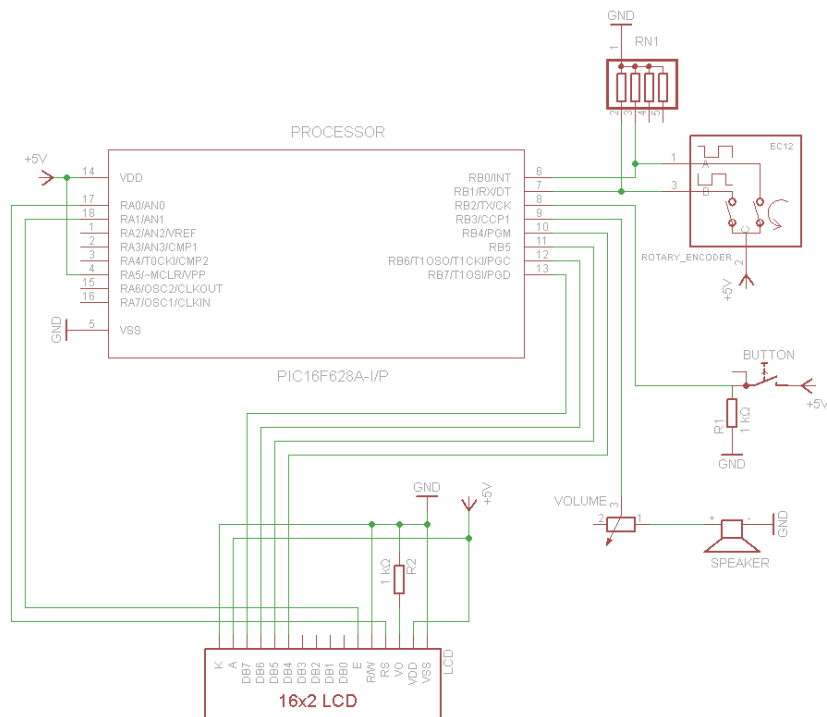 GND
1
RN1
2
3
4
5
PROCESSOR
+5V
14
VDD
17
RA0/AN0
18
RA1/AN1
1
RA2/AN2/VREF
2
RA3/AN3/CMP1
3
RA4/T0CKI/CMP2
4
RA5/~MCLR/VPP
15
RA6/OSC2/CLKOUT
16
RA7/OSC1/CLKIN
GND
5
VSS
RB0/INT
6
RB1/RX/DT
7
RB2/TX/CK
8
RB3/CCP1
9
RB4/PGM
10
RB5
11
RB6/T1OSO/T1CKI/PGC
12
RB7/T1OSI/PGD
13
PIC16F628A-I/P
EC12
1
A
3
B
C
2
ROTARY_ENCODER
+5V
BUTTON
+5V
R1
1 kΩ
GND
VOLUME
3
2
1
+
-
GND
SPEAKER
GND
+5V
1 kΩ
R2
K
A
DB7
DB6
DB5
DB4
DB3
DB2
DB1
DB0
E
R/W
RS
VO
VDD
VSS
LCD
16x2 LCD